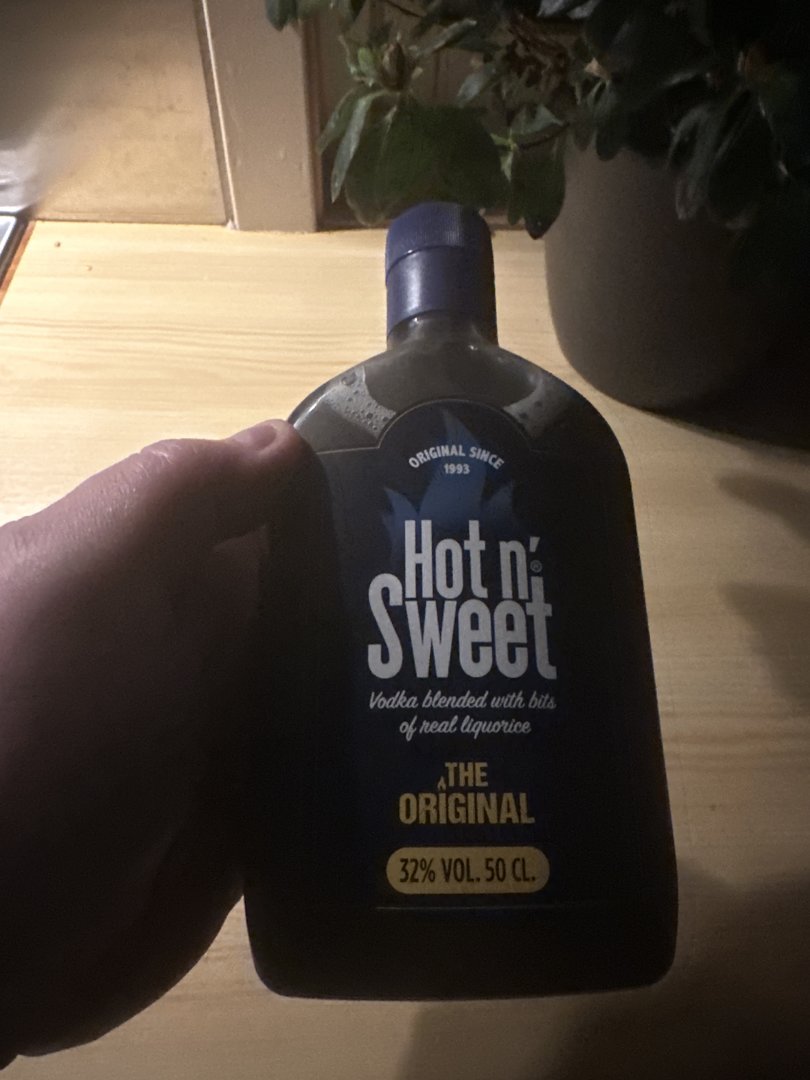 ORIGINAL SINCE
1993
Hot n'®
Sweet
Vodka blended with bits
of real liquorice
THE
ORIGINAL
32% VOL. 50 CL.